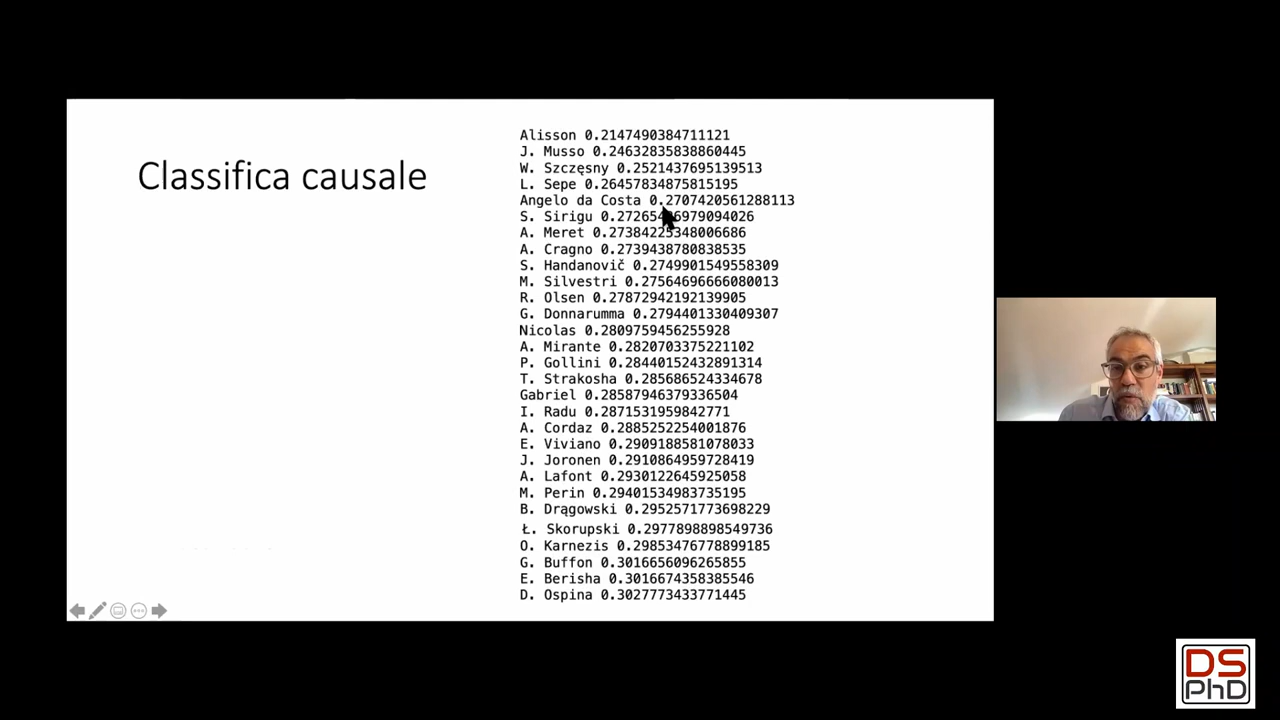 Classifica causale
Alisson 0.2147490384711121
J. Musso 0.24632835838860445
W. Szczęsny 0.2521437695139513
L. Sepe 0.26457834875815195
Angelo da Costa 0.2707420561288113
S. Sirigu
A. Meret 0.27384225348006686
A. Cragno 0.2739438780838535
S. Handanovič 0.2749901549558309
M. Silvestri 0.27564696666080013
R. Olsen 0.27872942192139905
G. Donnarumma 0.2794401330409307
Nicolas 0.2809759456255928
A. Mirante 0.2820703375221102
P. Gollini 0.28440152432891314
T. Strakosha 0.285686524334678
Gabriel 0.28587946379336504
I. Radu 0.2871531959842771
A. Cordaz 0.2885252254001876
E. Viviano 0.2909188581078033
J. Joronen 0.2910864959728419
A. Lafont 0.2930122645925058
M. Perin 0.29401534983735195
B. Drągowski 0.2952571773698229
Ł. Skorupski 0.2977898898549736
O. Karnezis 0.29853476778899185
G. Buffon 0.3016656096265855
E. Berisha 0.3016674358385546
D. Ospina 0.3027773433771445
DS
PhD